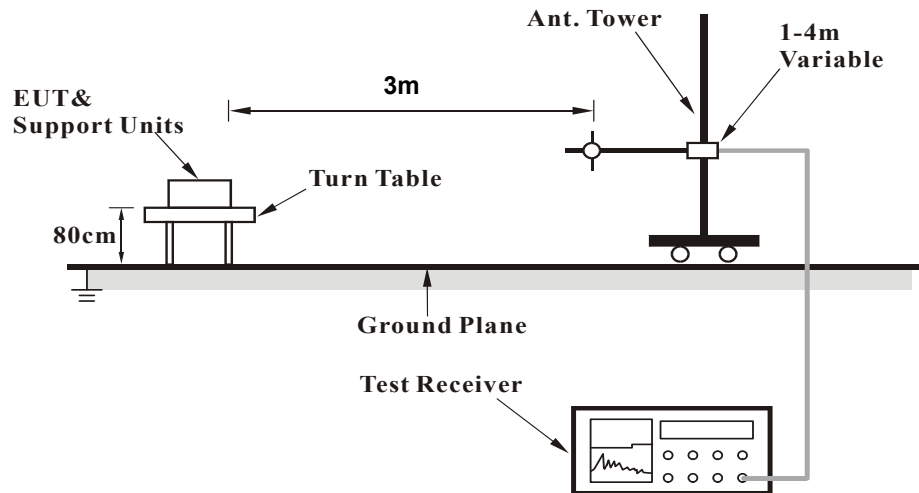 Ant. Tower
1-4m
Variable
3m
EUT&
Support Units
Turn Table
80cm
Ground Plane
Test Receiver